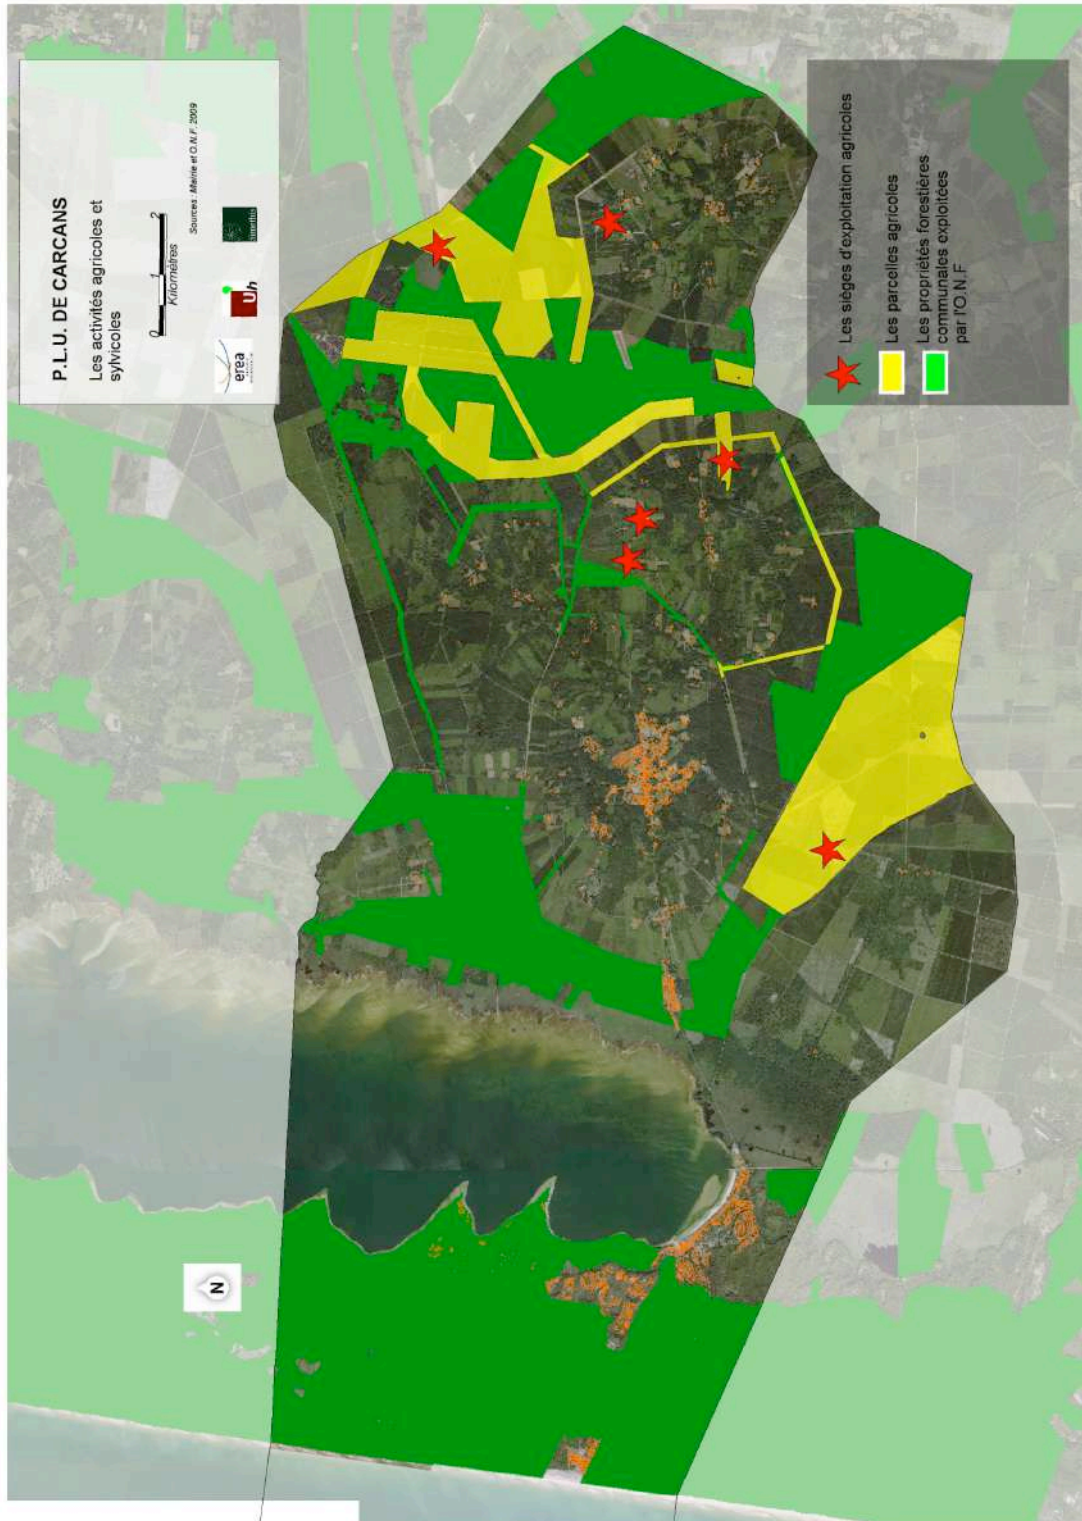 P.L.U. DE CARCANS
Les activités agricoles et
sylvicoles
0 1 2
Kilomètres
Sources : Mairie et O.N.F. 2009
erea
Uh
N
Les sièges d'exploitation agricoles
Les parcelles agricoles
Les propriétés forestières
communales exploitées
par l'O.N.F